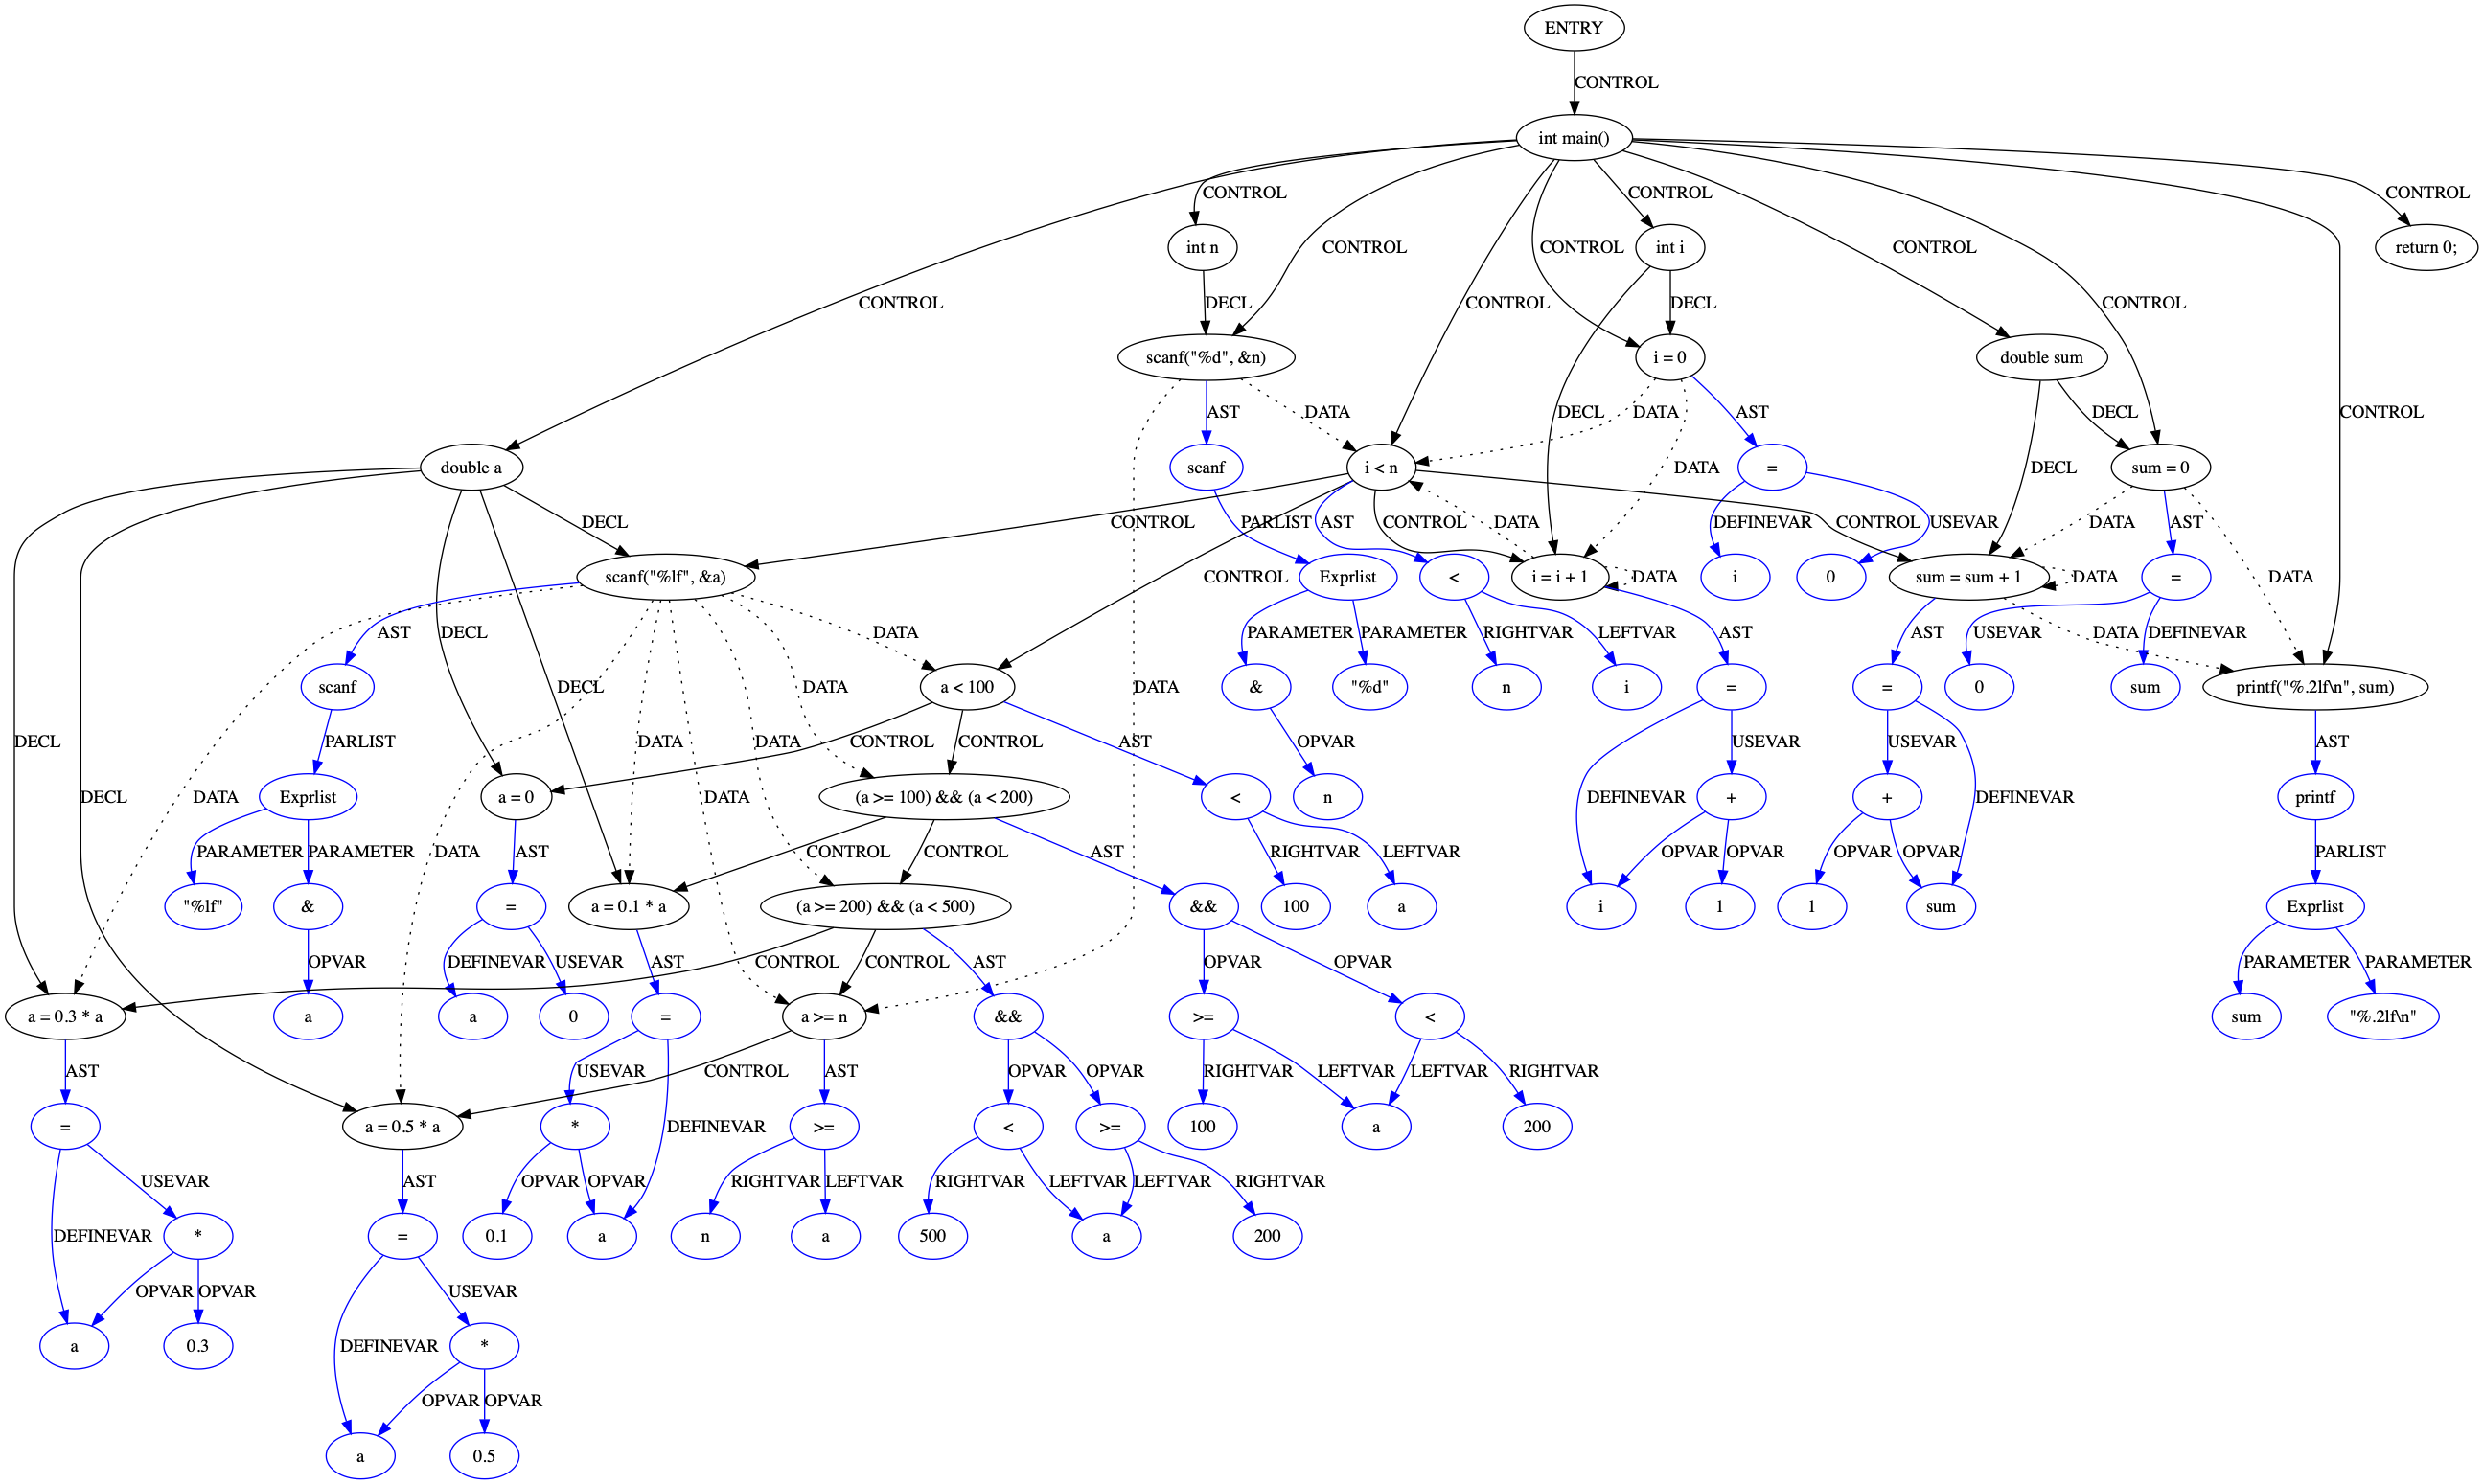 ENTRY
CONTROL
int main()
CONTROL
CONTROL
CONTROL
int n
CONTROL
CONTROL
int i
CONTROL
return 0;
CONTROL
DECL
CONTROL
DECL
CONTROL
scanf("%d", &n)
i = 0
double sum
AST
DATA
DECL
DATA
AST
DECL
CONTROL
double a
scanf
i < n
DATA
=
DECL
sum = 0
DECL
CONTROL
PARLIST
AST
CONTROL
DATA
DEFINEVAR
CONTROL
USEVAR
DATA
AST
scanf("%lf", &a)
CONTROL
Exprlist
<
i = i + 1
DATA
i
0
sum = sum + 1
DATA
=
DATA
AST
DECL
DATA
PARAMETER
PARAMETER
RIGHTVAR
LEFTVAR
AST
AST
USEVAR
DATA
DEFINEVAR
scanf
DECL
DATA
a < 100
DATA
&
"%d"
n
i
=
=
0
sum
printf("%.2lf\n", sum)
DECL
PARLIST
DATA
DATA
CONTROL
CONTROL
AST
OPVAR
USEVAR
USEVAR
AST
DECL
DATA
Exprlist
a = 0
DATA
(a >= 100) && (a < 200)
<
n
DEFINEVAR
+
+
DEFINEVAR
printf
PARAMETER
PARAMETER
DATA
AST
CONTROL
CONTROL
AST
RIGHTVAR
LEFTVAR
OPVAR
OPVAR
OPVAR
OPVAR
PARLIST
"%lf"
&
=
a = 0.1 * a
(a >= 200) && (a < 500)
&&
100
a
i
1
1
sum
Exprlist
OPVAR
DEFINEVAR
USEVAR
AST
CONTROL
CONTROL
AST
OPVAR
OPVAR
PARAMETER
PARAMETER
a = 0.3 * a
a
a
0
=
a >= n
&&
>=
<
sum
"%.2lf\n"
AST
USEVAR
CONTROL
AST
OPVAR
OPVAR
RIGHTVAR
LEFTVAR
LEFTVAR
RIGHTVAR
=
a = 0.5 * a
*
DEFINEVAR
>=
<
>=
100
a
200
USEVAR
AST
OPVAR
OPVAR
RIGHTVAR
LEFTVAR
RIGHTVAR
LEFTVAR
LEFTVAR
RIGHTVAR
DEFINEVAR
*
=
0.1
a
n
a
500
a
200
OPVAR
OPVAR
USEVAR
a
0.3
DEFINEVAR
*
OPVAR
OPVAR
a
0.5